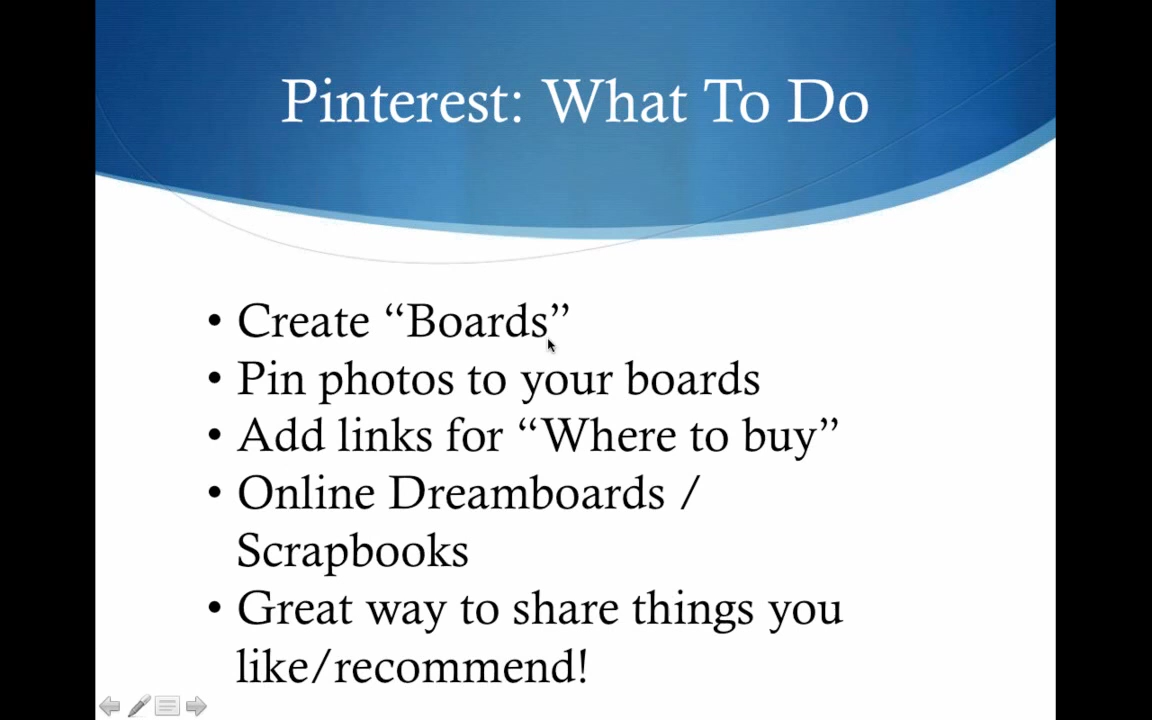 Pinterest: What To Do
• Create “Boards”
• Pin photos to your boards
• Add links for “Where to buy”
• Online Dreamboards /
Scrapbooks
• Great way to share things you
like/recommend!